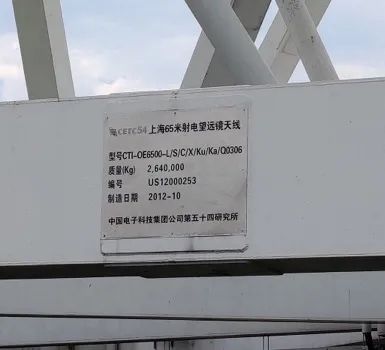 CETC54 上海65米射电望远镜天线
型号CTI-OE6500-L/S/C/X/Ku/Ka/Q0306
质量(Kg) 2,640,000
编号 US12000253
制造日期 2012-10
中国电子科技集团公司第五十四研究所